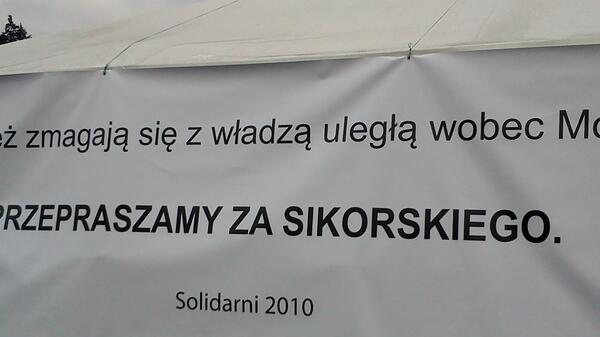 zmagają się z władzą uległą wobec
PRZEPRASZAMY ZA SIKORSKIEGO.
Solidarni 2010